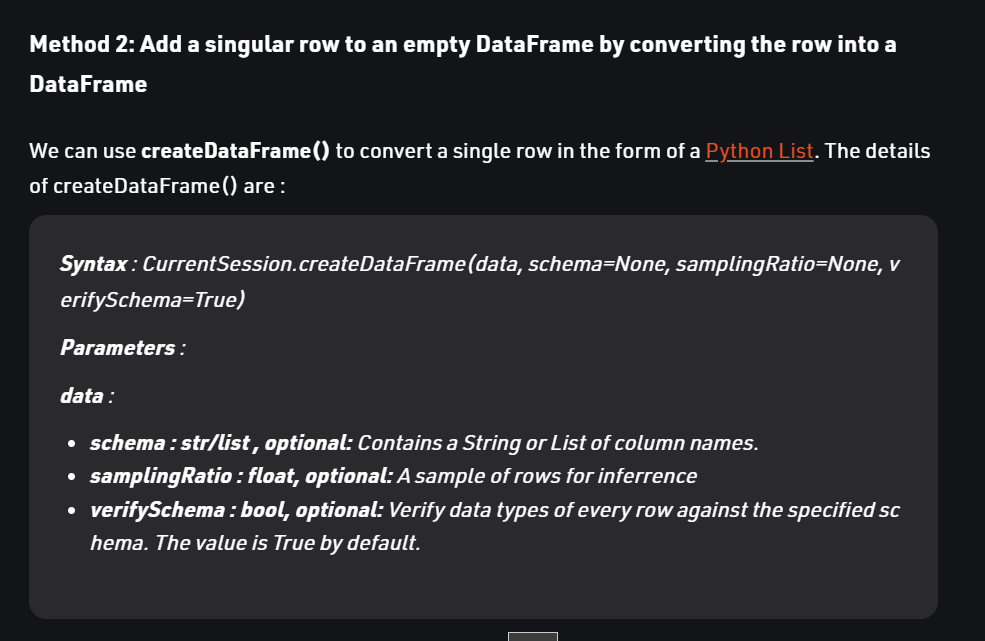 Method 2: Add a singular row to an empty DataFrame by converting the row into a
DataFrame
We can use createDataFrame() to convert a single row in the form of a Python List. The details
of createDataFrame() are :
Syntax : CurrentSession.createDataFrame(data, schema=None, samplingRatio=None, v
erifySchema=True)
Parameters :
data :
• schema : str/list , optional: Contains a String or List of column names.
• samplingRatio : float, optional: A sample of rows for inferrence
• verifySchema : bool, optional: Verify data types of every row against the specified sc
hema. The value is True by default.